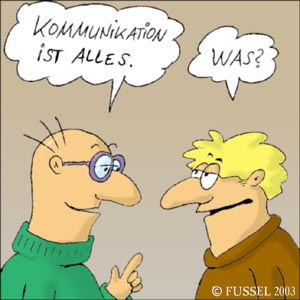 KOMMUNIKATION
IST ALLES.
WAS?
© FUSSEL 2003